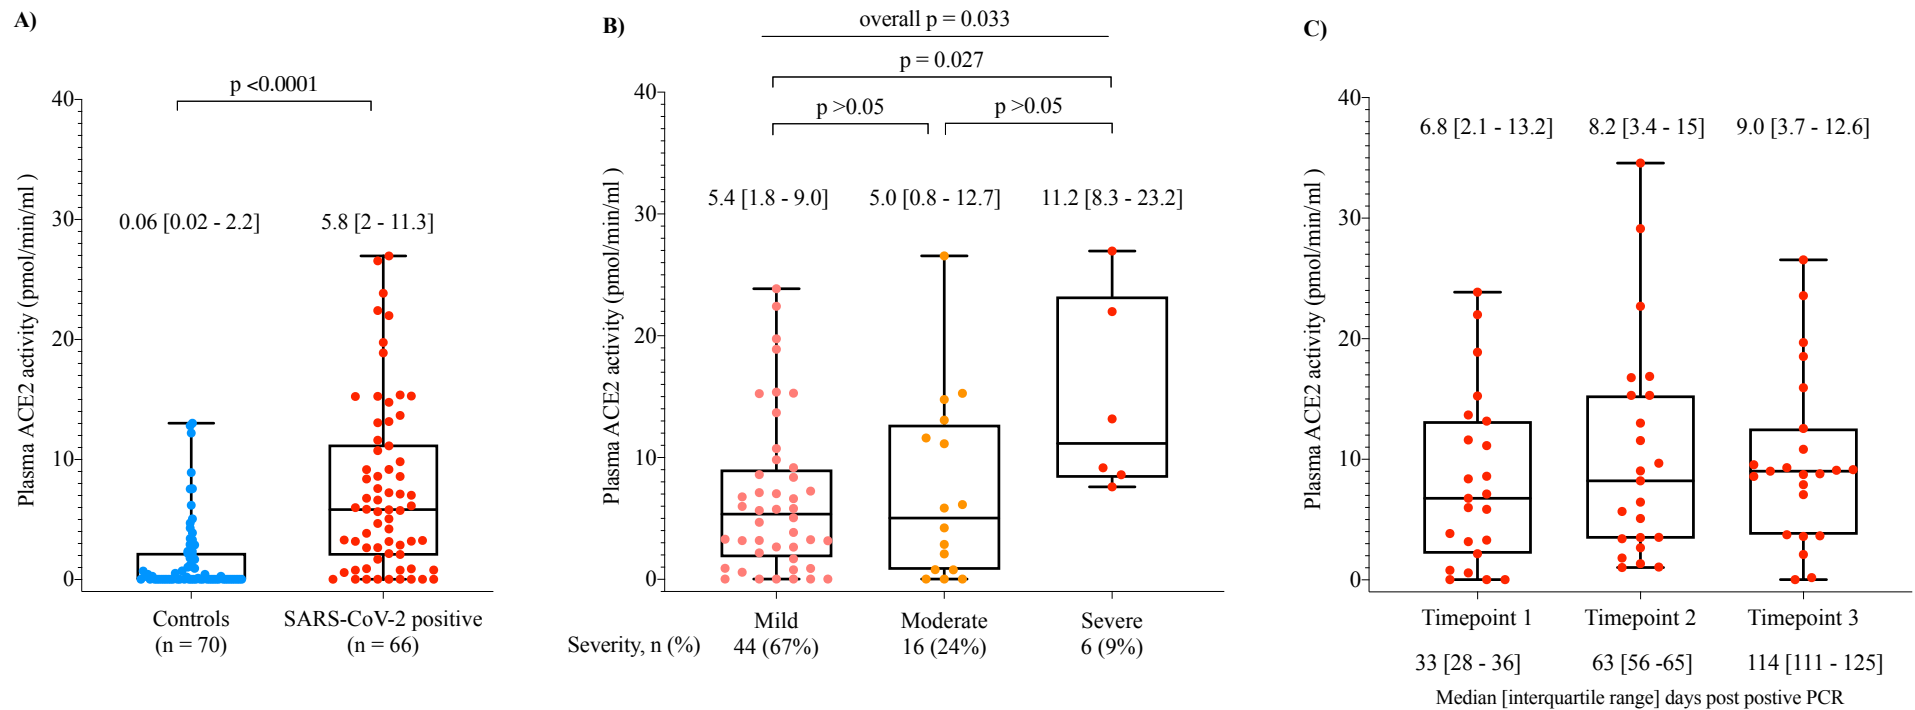 A)
p <0.0001
40
30
20
10
0
Plasma ACE2 activity (pmol/min/ml )
0.06 [0.02 - 2.2]
5.8 [2 - 11.3]
Controls
(n = 70)
SARS-CoV-2 positive
(n = 66)
B)
overall p = 0.033
p = 0.027
p >0.05
p >0.05
40
30
20
10
0
Plasma ACE2 activity (pmol/min/ml )
5.4 [1.8 - 9.0]
5.0 [0.8 - 12.7]
11.2 [8.3 - 23.2]
Mild
Moderate
Severe
Severity, n (%)
44 (67%)
16 (24%)
6 (9%)
C)
40
30
20
10
0
Plasma ACE2 activity (pmol/min/ml )
6.8 [2.1 - 13.2]
8.2 [3.4 - 15]
9.0 [3.7 - 12.6]
Timepoint 1
Timepoint 2
Timepoint 3
33 [28 - 36]
63 [56 -65]
114 [111 - 125]
Median [interquartile range] days post postive PCR